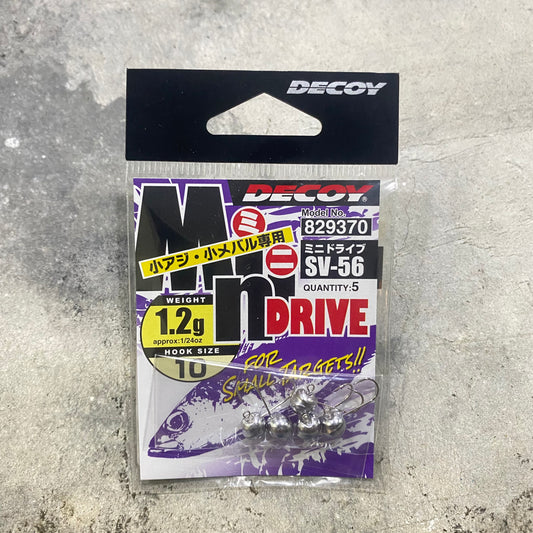 DECOY
DECOY®
Model No.
829370
Min
ミニ
小アジ・小メバル専用
ミニドライブ
SV-56
QUANTITY:5
WEIGHT
1.2g
approx:1/24oz
DRIVE
HOOK SIZE
10
FOR
SMALL TARGETS!!